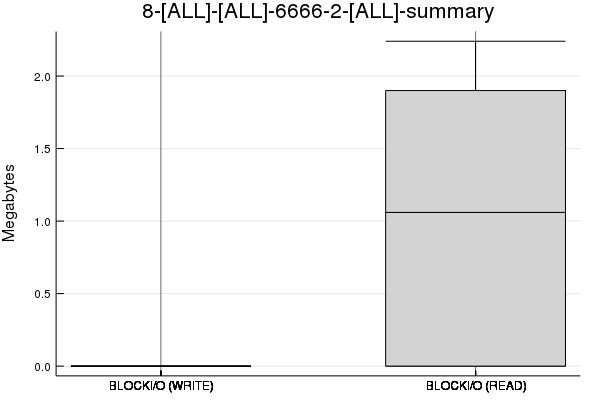 8-[ALL]-[ALL]-6666-2-[ALL]-summary
Megabytes
2.0
1.5
1.0
0.5
0.0
BLOCKI/O (WRITE)
BLOCKI/O (READ)